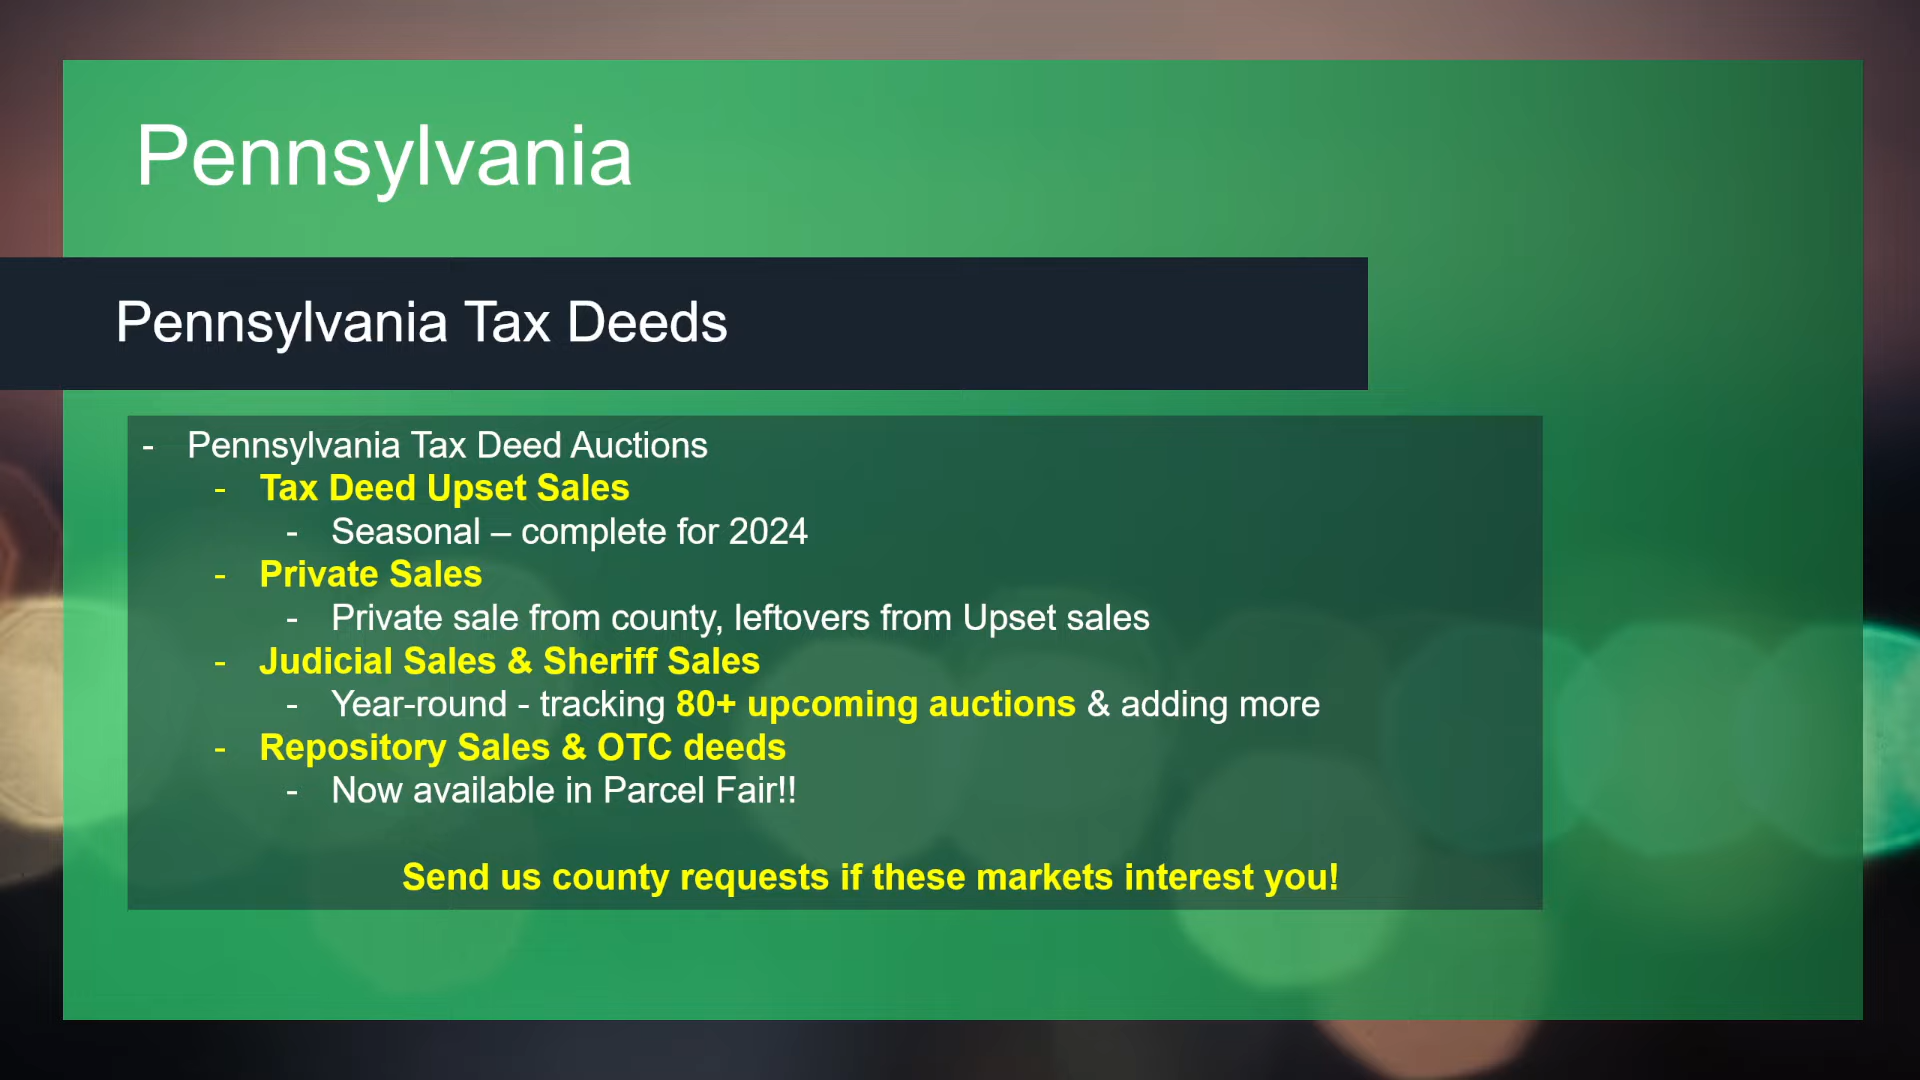 Pennsylvania
Pennsylvania Tax Deeds
- Pennsylvania Tax Deed Auctions
- Tax Deed Upset Sales
- Seasonal – complete for 2024
- Private Sales
- Private sale from county, leftovers from Upset sales
- Judicial Sales & Sheriff Sales
- Year-round - tracking 80+ upcoming auctions & adding more
- Repository Sales & OTC deeds
- Now available in Parcel Fair!!
Send us county requests if these markets interest you!